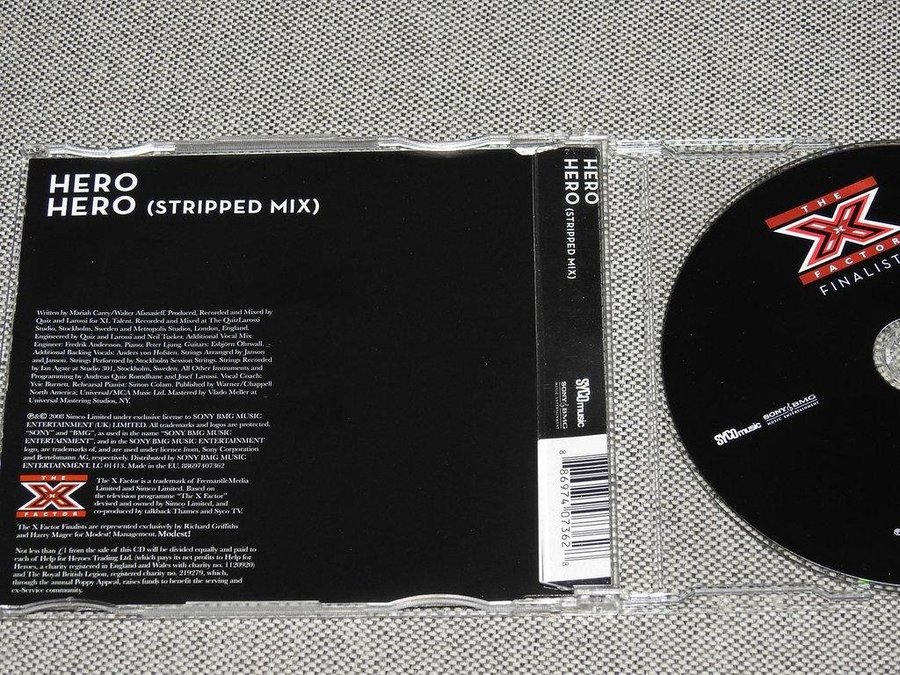 HERO
HERO (STRIPPED MIX)
Written by Mariah Carey/Walter Afanasieff, Produced, Recorded and Mixed by
Quiz and Larossi for XL Talent. Recorded and Mixed at The QuizLarossi
Studio, Stockholm, Sweden and Metropolis Studios, London, England.
Engineered by Quiz and Larossi and Neil Tucker. Additional Vocal Mix
Engineer: Fredrik Andersson. Piano: Peter Ljung. Guitars: Esbjörn Öhrwall.
Additional Backing Vocals: Anders von Hofsten. Strings Arranged by Janson
and Janson. Strings Performed by Stockholm Session Strings. Strings Recorded
by Ian Agate at Studio 301, Stockholm, Sweden. All Other Instruments and
Programming by Andreas Quiz Romdhane and Josef Larossi. Vocal Coach:
Yvie Burnett. Rehearsal Pianist: Simon Colam. Published by Warner/Chappell
North America; Universal/MCA Music Ltd. Mastered by Vlado Meller at
Universal Mastering Studios, NY.
℗&© 2008 Simco Limited under exclusive license to SONY BMG MUSIC
ENTERTAINMENT (UK) LIMITED. All trademarks and logos are protected.
"SONY" and "BMG", as used in the name "SONY BMG MUSIC
ENTERTAINMENT", and in the SONY BMG MUSIC ENTERTAINMENT
logo, are trademarks of, and are used under licence from, Sony Corporation
and Bertelsmann AG, respectively. Distributed by SONY BMG MUSIC
ENTERTAINMENT. LC 01413. Made in the EU. 88697407362
THE
X
FACTOR
The X Factor is a trademark of FremantleMedia
Limited and Simco Limited. Based on
the television programme "The X Factor"
devised and owned by Simco Limited, and
co-produced by talkback Thames and Syco TV.
The X Factor Finalists are represented exclusively by Richard Griffiths
and Harry Magee for Modest! Management. Modest!
Not less than £1 from the sale of this CD will be divided equally and paid to
each of Help for Heroes Trading Ltd. (which pays its net profits to Help for
Heroes, a charity registered in England and Wales with charity no. 1120920)
and The Royal British Legion, registered charity no. 219279, which,
through the annual Poppy Appeal, raises funds to benefit the serving and
ex-Service community.
HERO
HERO (STRIPPED MIX)
SYCOmusic
SONY BMG
MUSIC ENTERTAINMENT
8 86974 07362 8
THE
X
FACTOR
FINALIST
SYCOmusic
SONY BMG
MUSIC ENTERTAINMENT
℗